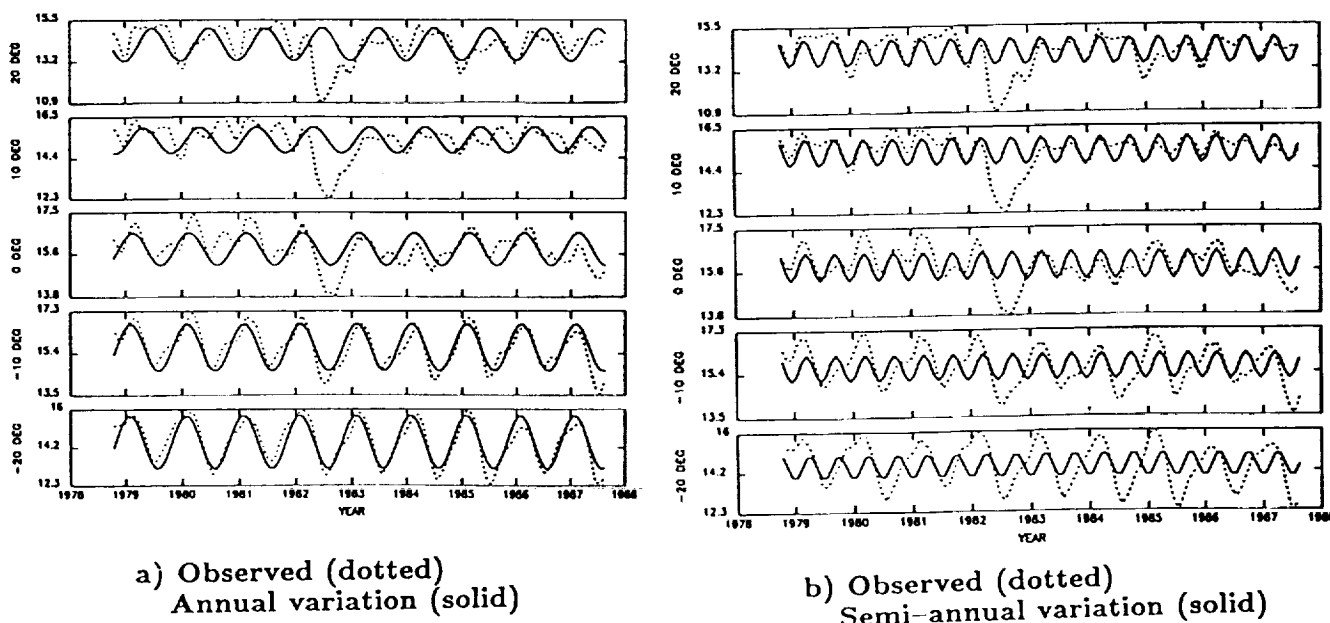 15.5
20 DEG
13.2
10.9
16.5
10 DEG
14.4
12.3
17.5
0 DEG
15.6
13.8
17.3
-10 DEG
15.4
13.5
16
-20 DEG
14.2
12.3
1978 1979 1980 1981 1982 1983 1984 1985 1986 1987 1988
YEAR
a) Observed (dotted)
Annual variation (solid)
15.5
20 DEG
13.2
10.9
16.5
10 DEG
14.4
12.3
17.5
0 DEG
15.6
13.8
17.3
-10 DEG
15.4
13.5
16
-20 DEG
14.2
12.3
1978 1979 1980 1981 1982 1983 1984 1985 1986 1987
YEAR
b) Observed (dotted)
Semi-annual variation (solid)